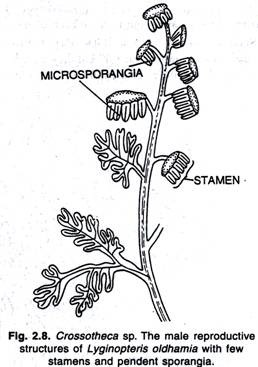 MICROSPORANGIA
STAMEN
Fig. 2.8. Crossotheca sp. The male reproductive
structures of Lyginopteris oldhamia with few
stamens and pendent sporangia.